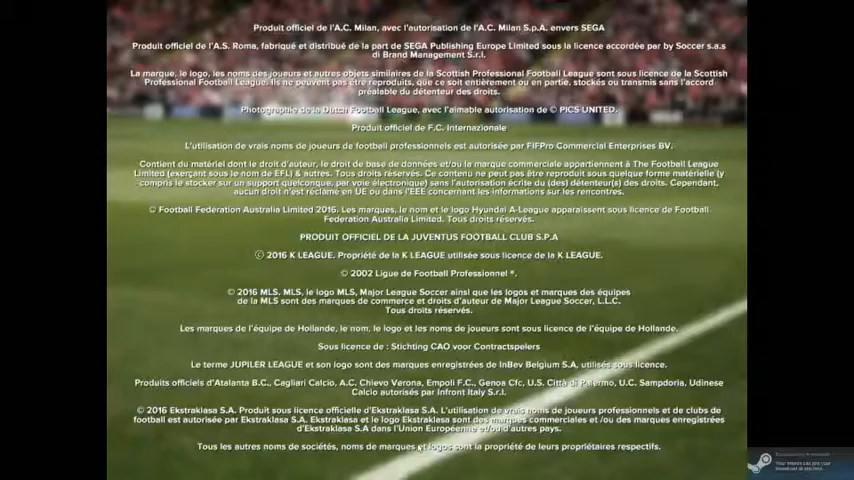 Produit officiel de l'A.C. Milan, avec l'autorisation de l'A.C. Milan S.p.A. envers SEGA
Produit officiel de l'A.S. Roma, fabriqué et distribué de la part de SEGA Publishing Europe Limited sous la licence accordée par by Soccer s.a.s
di Brand Management S.r.l.
La marque, le logo, les noms des joueurs et autres objets similaires de la Scottish Professional Football League sont sous licence de la Scottish
Professional Football League. Ils ne peuvent pas être reproduits, que ce soit entièrement ou en partie, stockés ou transmis sans l'accord
préalable du détenteur des droits.
Photographie de la Dutch Football League, avec l'aimable autorisation de © PICS UNITED.
Produit officiel de F.C. Internazionale
L'utilisation de vrais noms de joueurs de football professionnels est autorisée par FIFPro Commercial Enterprises BV.
Contient du matériel dont le droit d'auteur, le droit de base de données et/ou la marque commerciale appartiennent à The Football League
Limited (exerçant sous le nom de EFL) & autres. Tous droits réservés. Ce contenu ne peut pas être reproduit sous quelque forme matérielle (y
compris le stocker sur un support quelconque, par voie électronique) sans l'autorisation écrite du (des) détenteur(s) des droits. Cependant,
aucun droit n'est réclamé en UE ou dans l'EEE concernant les informations sur les rencontres.
© Football Federation Australia Limited 2016. Les marques, le nom et le logo Hyundai A-League apparaissent sous licence de Football
Federation Australia Limited. Tous droits réservés.
PRODUIT OFFICIEL DE LA JUVENTUS FOOTBALL CLUB S.P.A
© 2016 K LEAGUE. Propriété de la K LEAGUE utilisée sous licence de la K LEAGUE.
© 2002 Ligue de Football Professionnel ®.
© 2016 MLS. MLS, le logo MLS, Major League Soccer ainsi que les logos et marques des équipes
de la MLS sont des marques de commerce et droits d'auteur de Major League Soccer, L.L.C.
Tous droits réservés.
Les marques de l'équipe de Hollande, le nom, le logo et les noms de joueurs sont sous licence de l'équipe de Hollande.
Sous licence de : Stichting CAO voor Contractspelers
Le terme JUPILER LEAGUE et son logo sont des marques enregistrées de InBev Belgium S.A, utilisés sous licence.
Produits officiels d'Atalanta B.C., Cagliari Calcio, A.C. Chievo Verona, Empoli F.C., Genoa Cfc, U.S. Città di Palermo, U.C. Sampdoria, Udinese
Calcio autorisés par Infront Italy S.r.l.
© 2016 Ekstraklasa S.A. Produit sous licence officielle d'Ekstraklasa S.A. L'utilisation de vrais noms de joueurs professionnels et de clubs de
football est autorisée par Ekstraklasa S.A. Ekstraklasa et le logo Ekstraklasa sont des marques commerciales et /ou des marques enregistrées
d'Ekstraklasa S.A dans l'Union Européenne et/ou d'autres pays.
Tous les autres noms de sociétés, noms de marques et logos sont la propriété de leurs propriétaires respectifs.